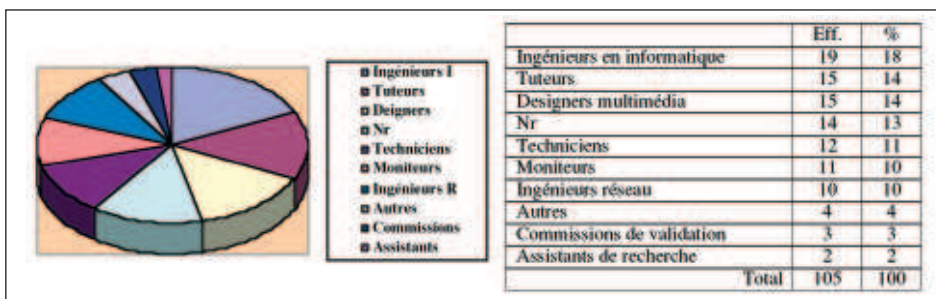 Ingénieurs I
Tuteurs
Deigners
Nr
Techniciens
Moniteurs
Ingénieurs R
Autres
Commissions
Assistants
Eff. %
Ingénieurs en informatique 19 18
Tuteurs 15 14
Designers multimédia 15 14
Nr 14 13
Techniciens 12 11
Moniteurs 11 10
Ingénieurs réseau 10 10
Autres 4 4
Commissions de validation 3 3
Assistants de recherche 2 2
Total 105 100